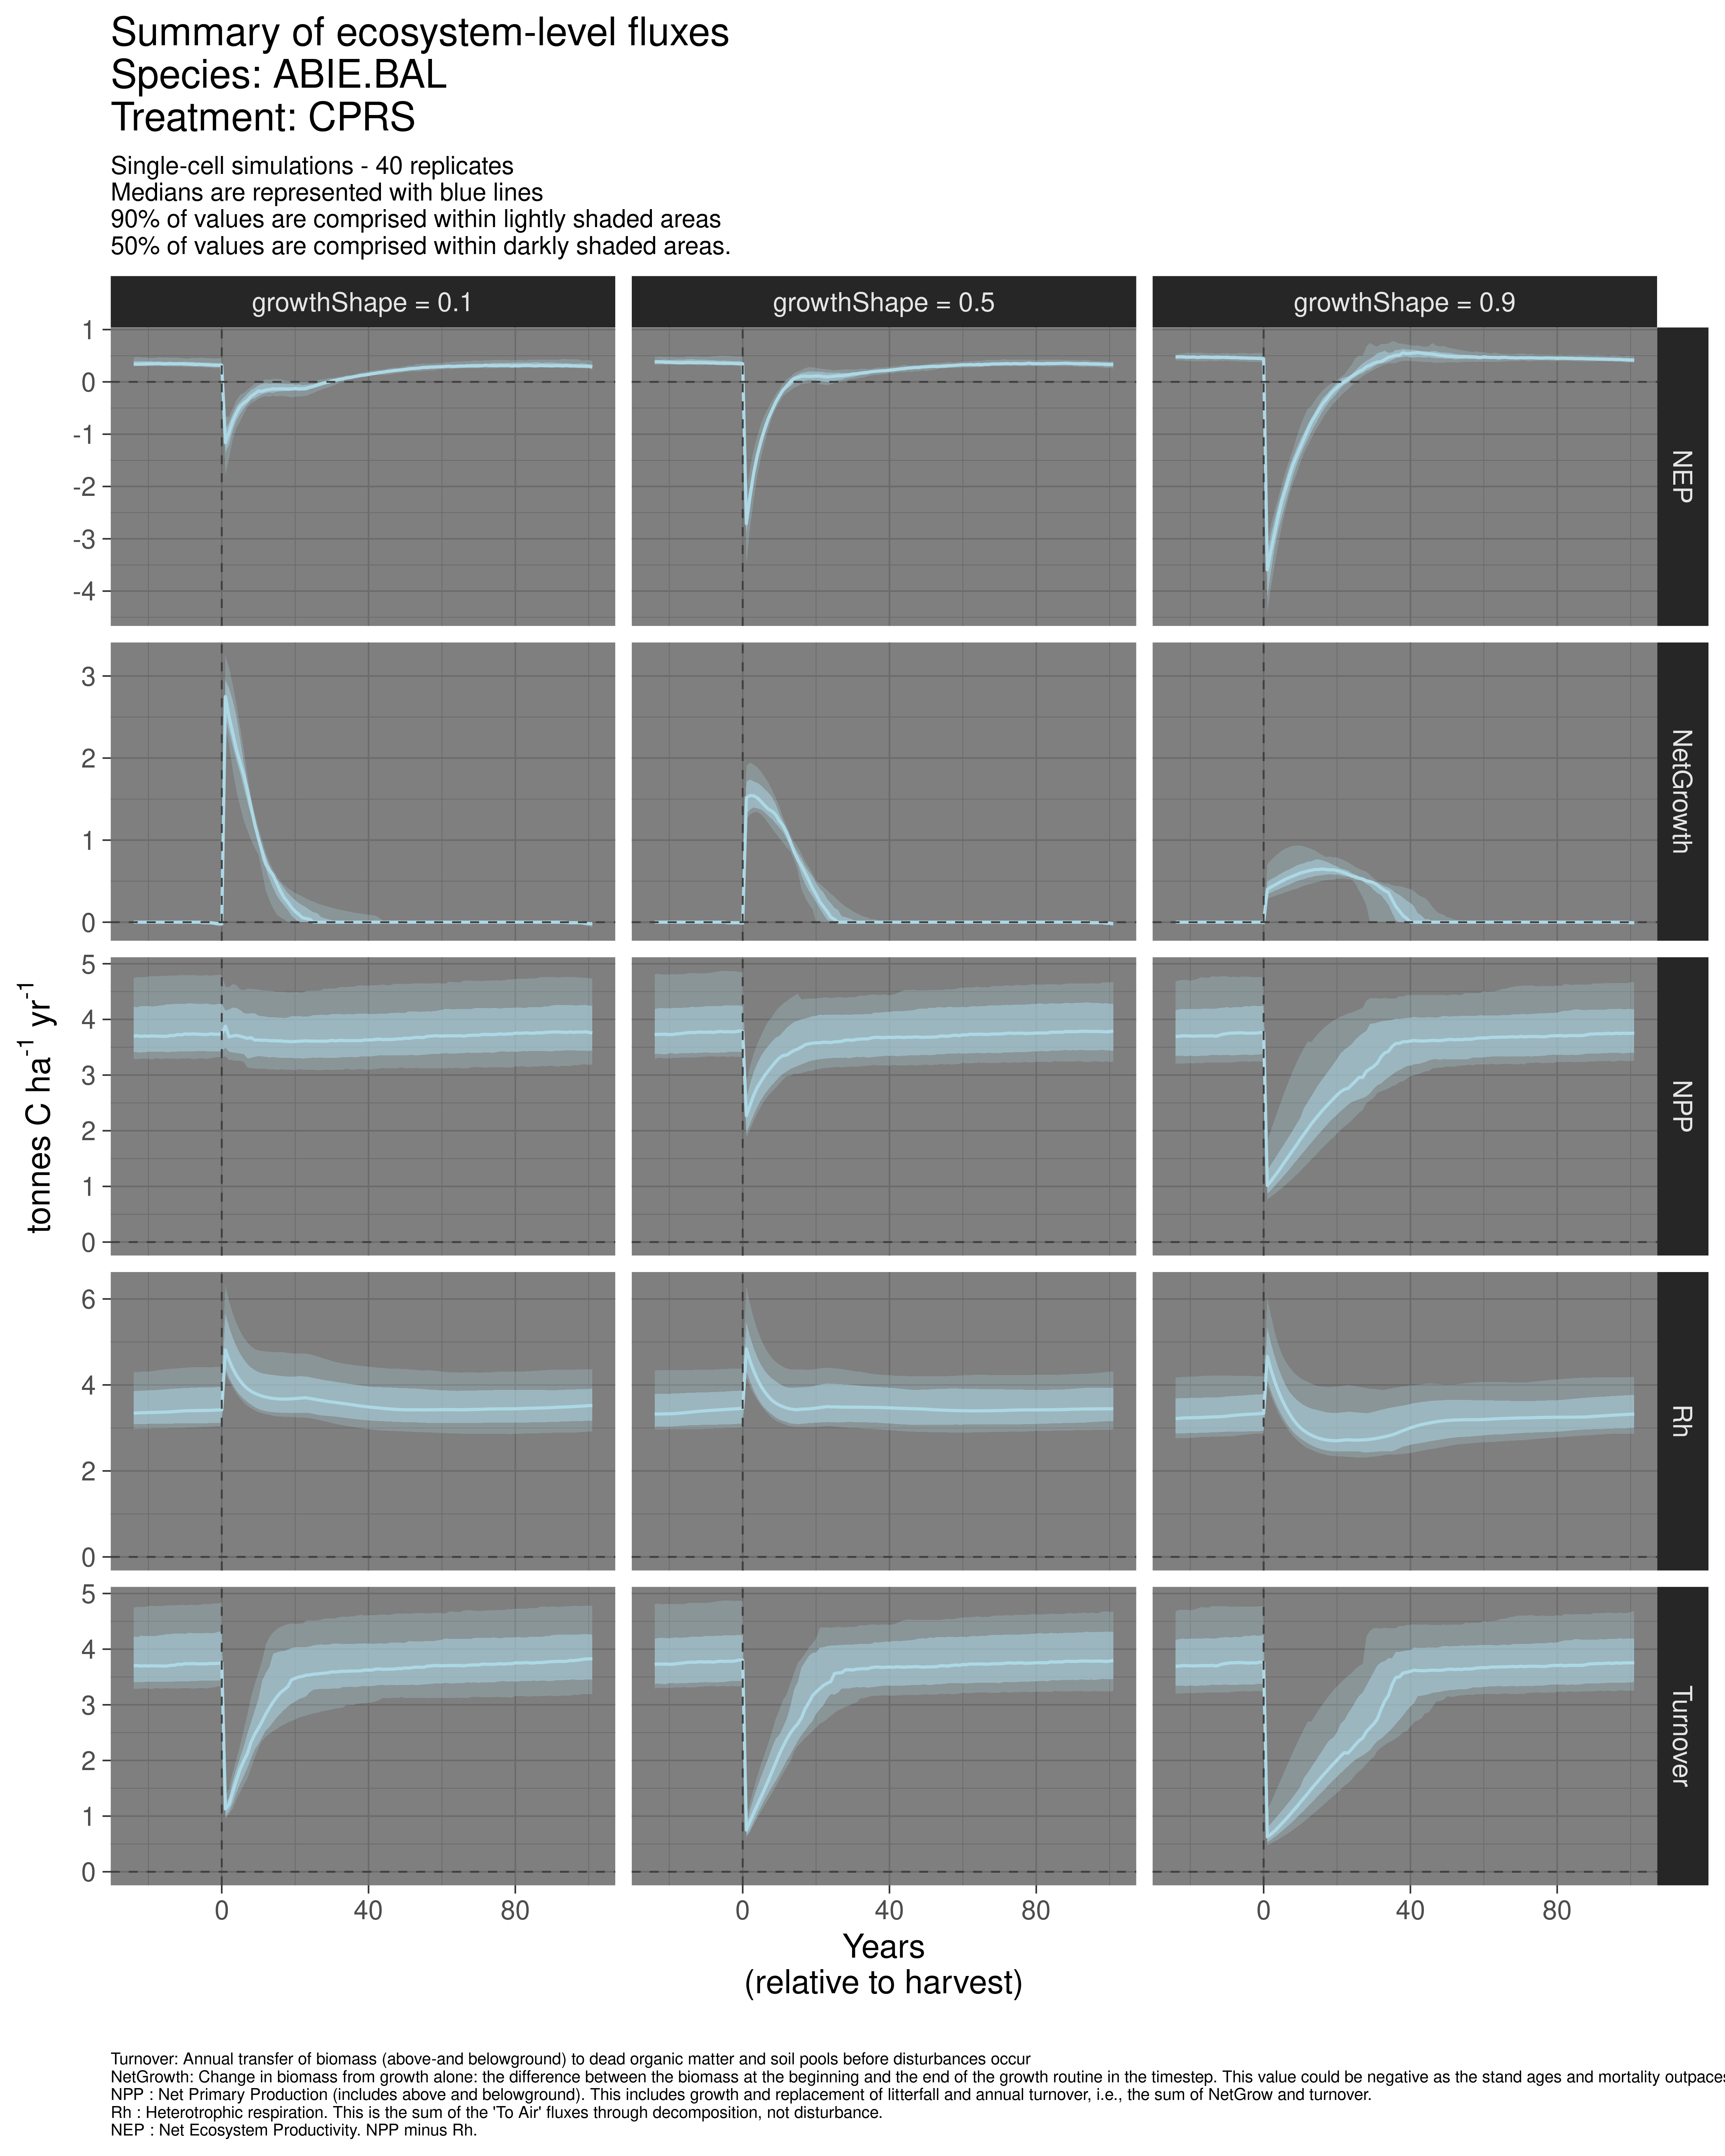 Summary of ecosystem-level fluxes
Species: ABIE.BAL
Treatment: CPRS
Single-cell simulations - 40 replicates
Medians are represented with blue lines
90% of values are comprised within lightly shaded areas
50% of values are comprised within darkly shaded areas.
growthShape = 0.1
growthShape = 0.5
growthShape = 0.9
1
0
-1
-2
-3
-4
NEP
3
2
1
0
NetGrowth
5
4
3
2
1
0
NPP
6
4
2
0
Rh
5
4
3
2
1
0
Turnover
tonnes C ha-1 yr-1
0 40 80
0 40 80
0 40 80
Years
(relative to harvest)
Turnover: Annual transfer of biomass (above-and belowground) to dead organic matter and soil pools before disturbances occur
NetGrowth: Change in biomass from growth alone: the difference between the biomass at the beginning and the end of the growth routine in the timestep. This value could be negative as the stand ages and mortality outpaces
NPP : Net Primary Production (includes above and belowground). This includes growth and replacement of litterfall and annual turnover, i.e., the sum of NetGrow and turnover.
Rh : Heterotrophic respiration. This is the sum of the 'To Air' fluxes through decomposition, not disturbance.
NEP : Net Ecosystem Productivity. NPP minus Rh.